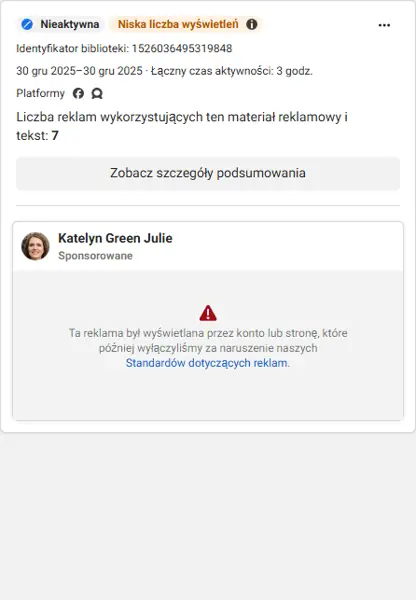 Nieaktywna Niska liczba wyświetleń
Identyfikator biblioteki: 1526036495319848
30 gru 2025–30 gru 2025 · Łączny czas aktywności: 3 godz.
Platformy
Liczba reklam wykorzystujących ten materiał reklamowy i
tekst: 7
Zobacz szczegóły podsumowania
Katelyn Green Julie
Sponsorowane
Ta reklama był wyświetlana przez konto lub stronę, które
później wyłączyliśmy za naruszenie naszych
Standardów dotyczących reklam.